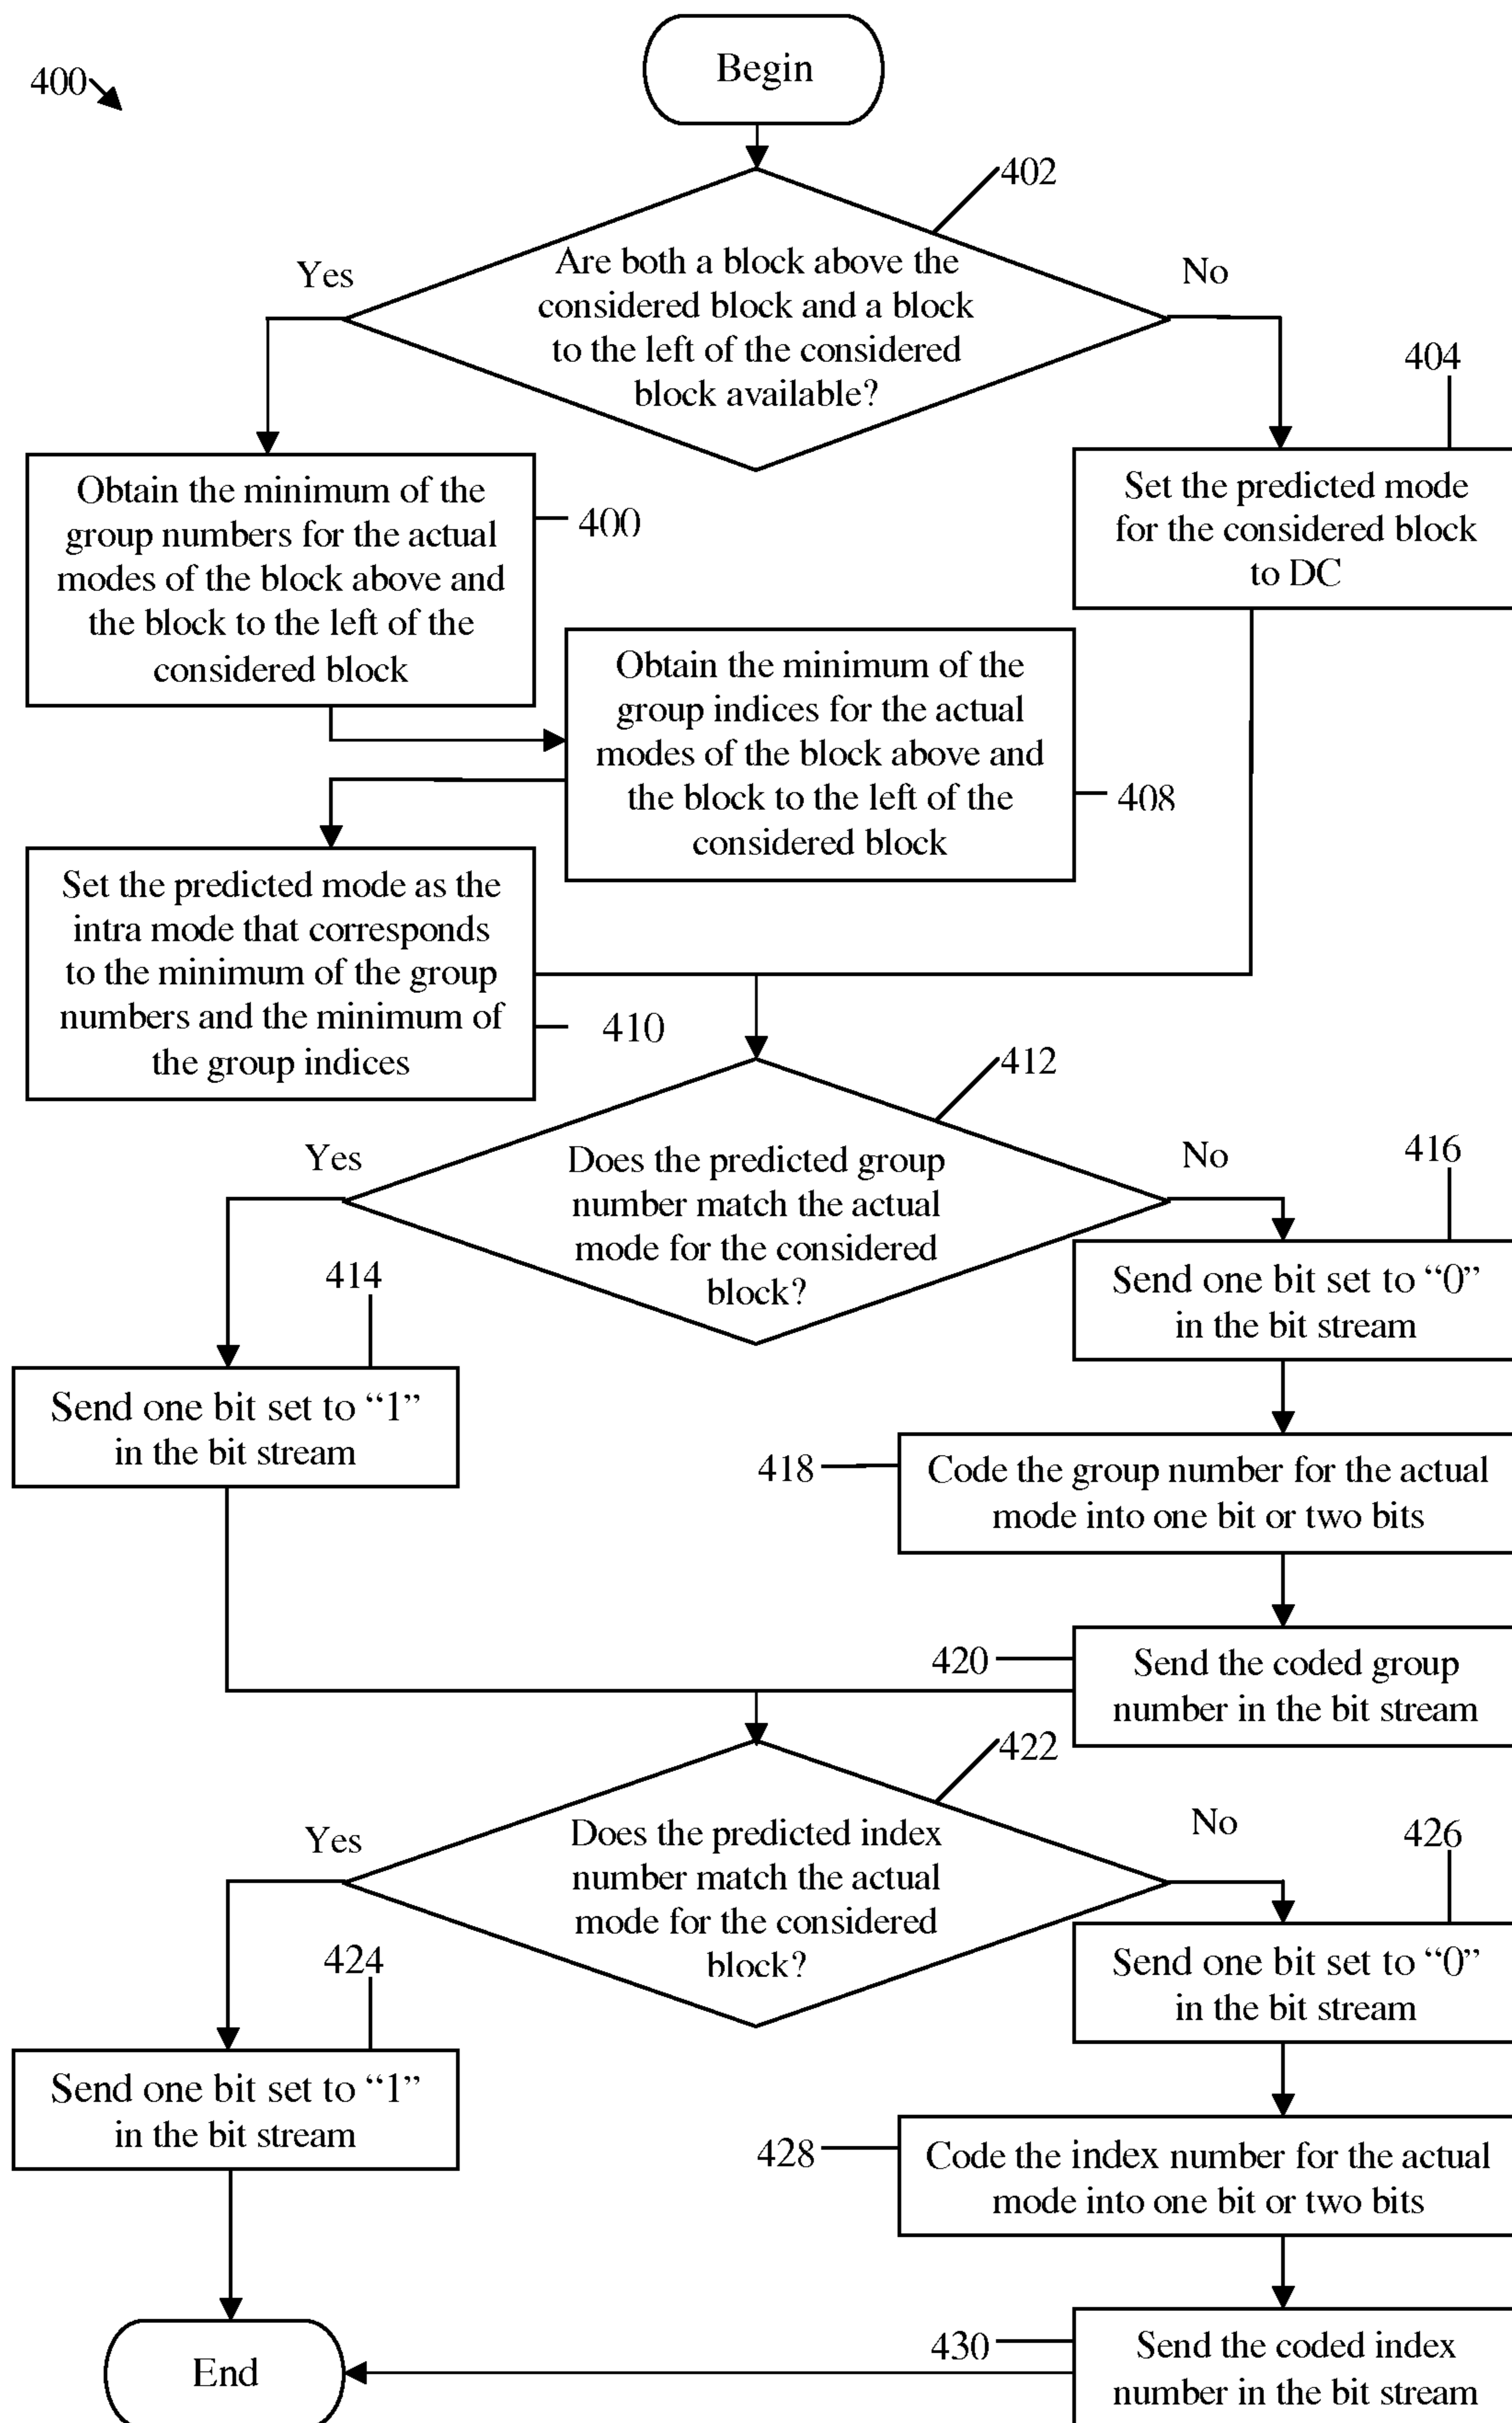 Begin
400
402
Yes
No
Are both a block above the
considered block and a block
to the left of the considered
block available?
404
Obtain the minimum of the
group numbers for the actual
modes of the block above and
the block to the left of the
considered block
400
Set the predicted mode
for the considered block
to DC
Obtain the minimum of the
group indices for the actual
modes of the block above and
the block to the left of the
considered block
408
Set the predicted mode as the
intra mode that corresponds
to the minimum of the group
numbers and the minimum of
the group indices
410
412
Yes
No
Does the predicted group
number match the actual
mode for the considered
block?
416
414
Send one bit set to “0”
in the bit stream
Send one bit set to “1”
in the bit stream
418
Code the group number for the actual
mode into one bit or two bits
420
Send the coded group
number in the bit stream
422
Yes
No
Does the predicted index
number match the actual
mode for the considered
block?
426
424
Send one bit set to “0”
in the bit stream
Send one bit set to “1”
in the bit stream
428
Code the index number for the actual
mode into one bit or two bits
430
Send the coded index
number in the bit stream
End